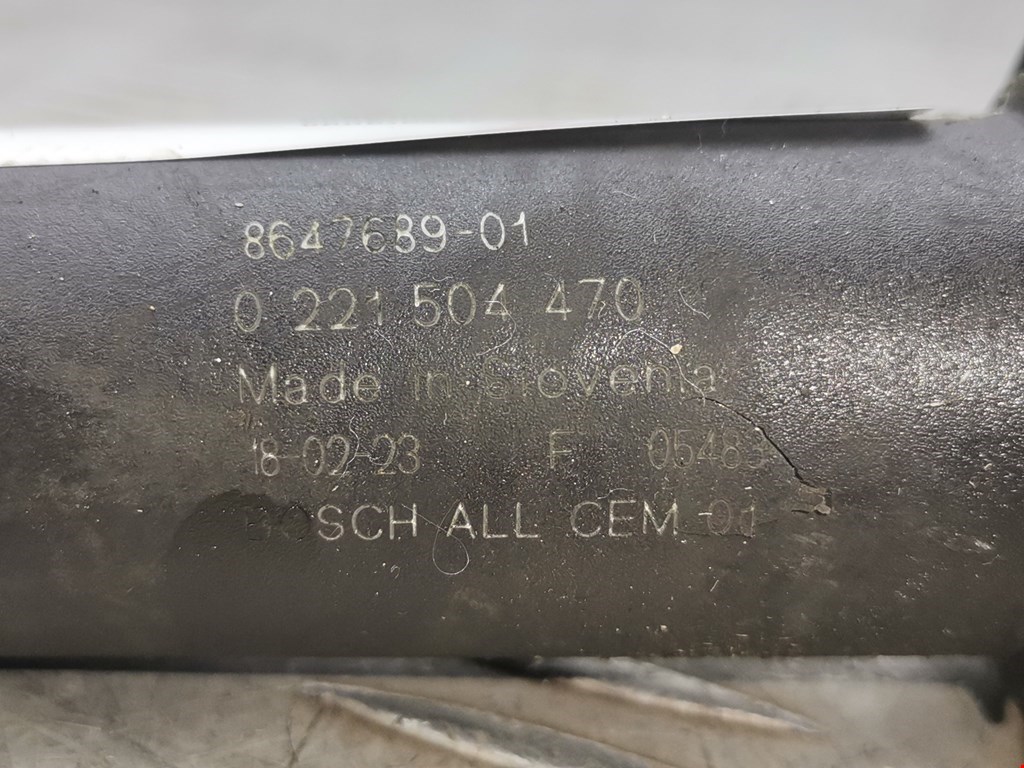 8647689-01
0 221 504 470
Made in Slovenia
18-02-23 F 05483
BOSCH ALL CEM-01